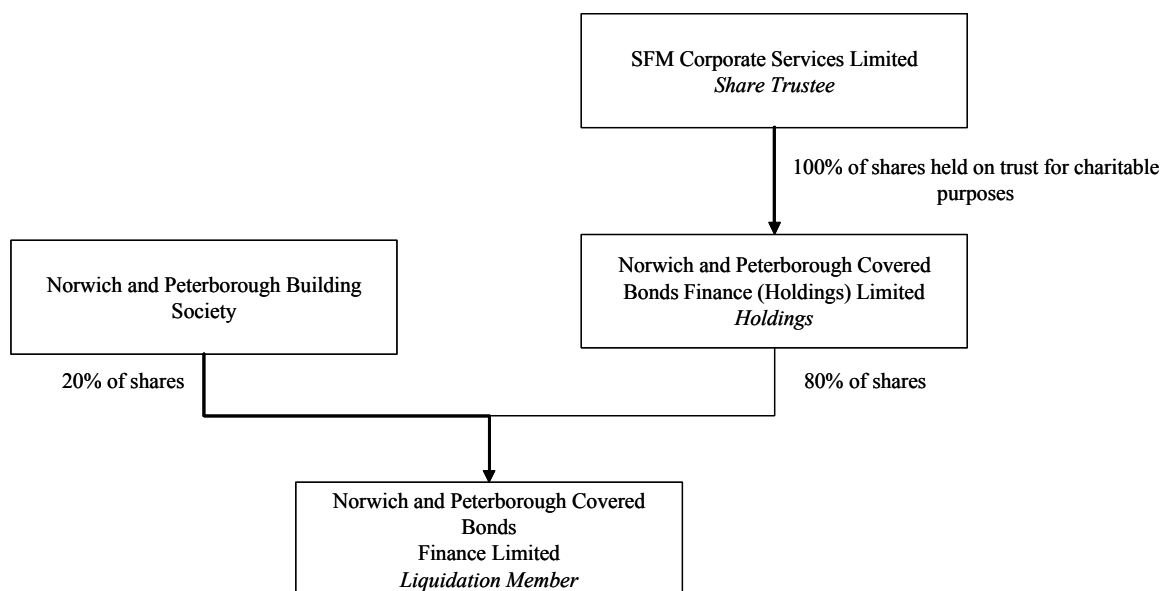 SFM Corporate Services Limited
Share Trustee
100% of shares held on trust for charitable
purposes
Norwich and Peterborough Building
Society
Norwich and Peterborough Covered
Bonds Finance (Holdings) Limited
Holdings
20% of shares
80% of shares
Norwich and Peterborough Covered
Bonds
Finance Limited
Liquidation Member